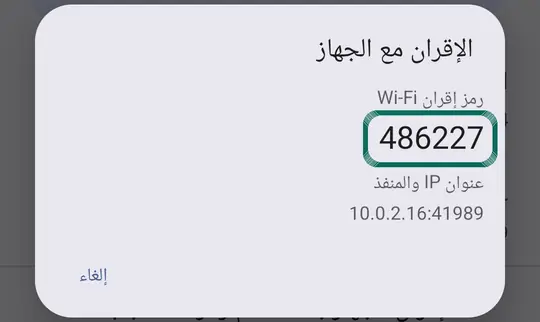 الإقران مع الجهاز
رمز إقران Wi-Fi
486227
عنوان IP والمنفذ
10.0.2.16:41989
إلغاء